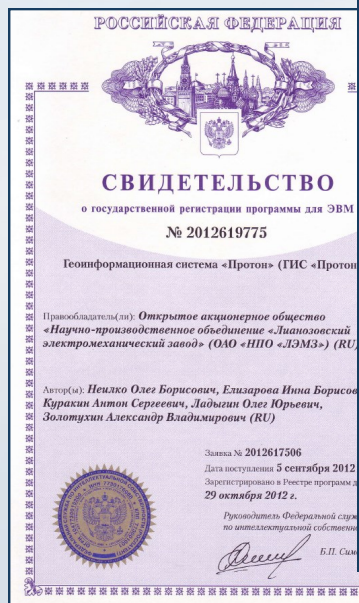 РОССИЙСКАЯ ФЕДЕРАЦИЯ
СВИДЕТЕЛЬСТВО
о государственной регистрации программы для ЭВМ
№ 2012619775
Геоинформационная система «Протон» (ГИС «Протон
Правообладатель(ли): Открытое акционерное общество
«Научно-производственное объединение «Лианозовский
электромеханический завод» (ОАО «НПО «ЛЭМЗ») (RU)
Автор(ы): Неилко Олег Борисович, Елизарова Инна Борисов
Куракин Антон Сергеевич, Ладыгин Олег Юрьевич,
Золотухин Александр Владимирович (RU)
Заявка № 2012617506
Дата поступления 5 сентября 2012
Зарегистрировано в Реестре программ д
29 октября 2012 г.
Руководитель Федеральной служ
по интеллектуальной собственн
Б.П. Сим